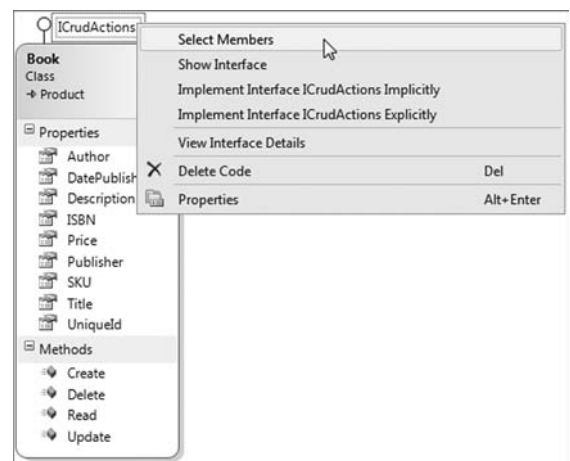 ICrudActions
Select Members
Show Interface
Implement Interface ICrudActions Implicitly
Implement Interface ICrudActions Explicitly
View Interface Details
Delete Code Del
Properties Alt+Enter
Book
Class
Product
Properties
Author
DatePublish
Description
ISBN
Price
Publisher
SKU
Title
UniqueId
Methods
Create
Delete
Read
Update